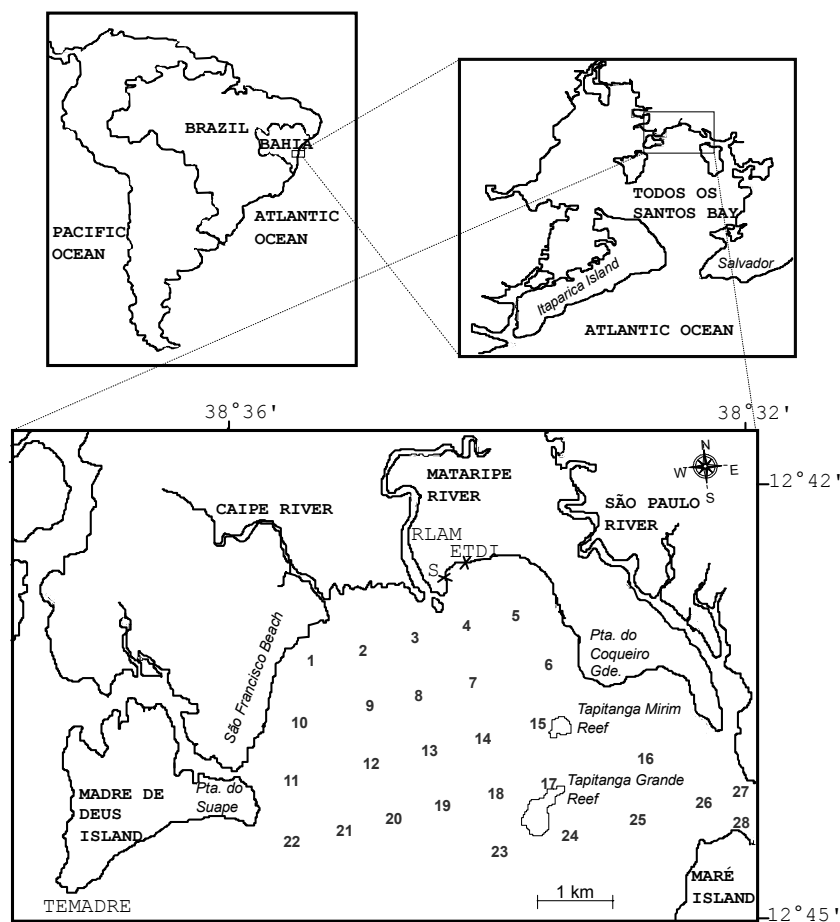 BRAZIL
BAHIA
PACIFIC
OCEAN
ATLANTIC
OCEAN
TODOS OS
SANTOS BAY
Salvador
Itaparica Island
ATLANTIC OCEAN
38°36'
38°32'
12°42'
12°45'
N
W E
S
MATARIPE
RIVER
CAIPE RIVER
SÃO PAULO
RIVER
RLAM
ETDI
S
São Francisco Beach
Pta. do
Coqueiro
Gde.
1
2
3
4
5
6
7
8
9
10
11
12
13
14
15
16
17
18
19
20
21
22
23
24
25
26
27
28
Tapitanga Mirim
Reef
Tapitanga Grande
Reef
MADRE DE
DEUS
ISLAND
Pta. do
Suape
TEMADRE
1 km
MARÉ
ISLAND